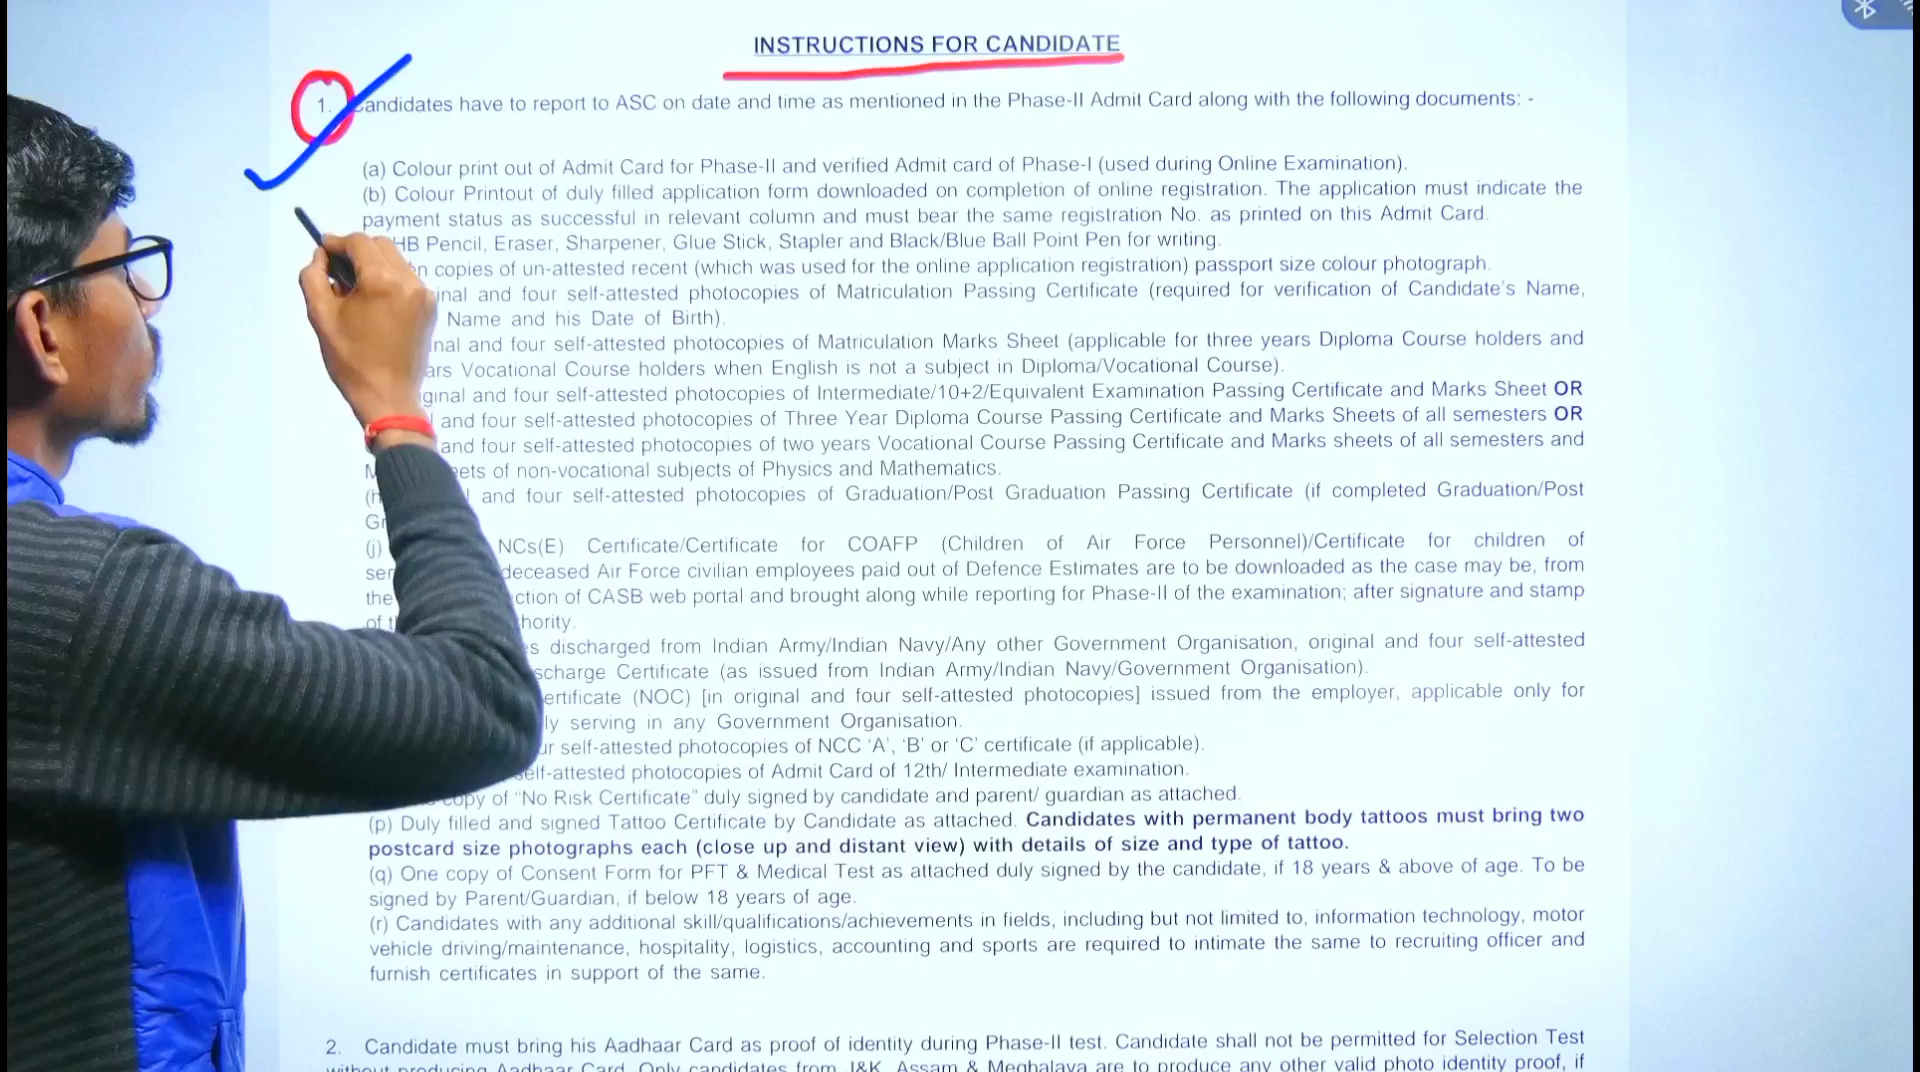 INSTRUCTIONS FOR CANDIDATE
1. Candidates have to report to ASC on date and time as mentioned in the Phase-II Admit Card along with the following documents: -
(a) Colour print out of Admit Card for Phase-II and verified Admit card of Phase-I (used during Online Examination).
(b) Colour Printout of duly filled application form downloaded on completion of online registration. The application must indicate the
payment status as successful in relevant column and must bear the same registration No. as printed on this Admit Card.
HB Pencil, Eraser, Sharpener, Glue Stick, Stapler and Black/Blue Ball Point Pen for writing.
copies of un-attested recent (which was used for the online application registration) passport size colour photograph.
and four self-attested photocopies of Matriculation Passing Certificate (required for verification of Candidate's Name,
Name and his Date of Birth).
and four self-attested photocopies of Matriculation Marks Sheet (applicable for three years Diploma Course holders and
Vocational Course holders when English is not a subject in Diploma/Vocational Course).
and four self-attested photocopies of Intermediate/10+2/Equivalent Examination Passing Certificate and Marks Sheet OR
and four self-attested photocopies of Three Year Diploma Course Passing Certificate and Marks Sheets of all semesters OR
and four self-attested photocopies of two years Vocational Course Passing Certificate and Marks sheets of all semesters and
of non-vocational subjects of Physics and Mathematics.
and four self-attested photocopies of Graduation/Post Graduation Passing Certificate (if completed Graduation/Post
(j) NCs(E) Certificate/Certificate for COAFP (Children of Air Force Personnel)/Certificate for children of
deceased Air Force civilian employees paid out of Defence Estimates are to be downloaded as the case may be, from
the of CASB web portal and brought along while reporting for Phase-II of the examination; after signature and stamp
of
discharged from Indian Army/Indian Navy/Any other Government Organisation, original and four self-attested
Certificate (as issued from Indian Army/Indian Navy/Government Organisation).
(NOC) [in original and four self-attested photocopies] issued from the employer, applicable only for
serving in any Government Organisation.
self-attested photocopies of NCC 'A', 'B' or 'C' certificate (if applicable).
self-attested photocopies of Admit Card of 12th/ Intermediate examination.
copy of "No Risk Certificate" duly signed by candidate and parent/ guardian as attached.
(p) Duly filled and signed Tattoo Certificate by Candidate as attached. Candidates with permanent body tattoos must bring two
postcard size photographs each (close up and distant view) with details of size and type of tattoo.
(q) One copy of Consent Form for PFT & Medical Test as attached duly signed by the candidate, if 18 years & above of age. To be
signed by Parent/Guardian, if below 18 years of age.
(r) Candidates with any additional skill/qualifications/achievements in fields, including but not limited to, information technology, motor
vehicle driving/maintenance, hospitality, logistics, accounting and sports are required to intimate the same to recruiting officer and
furnish certificates in support of the same.
2. Candidate must bring his Aadhaar Card as proof of identity during Phase-II test. Candidate shall not be permitted for Selection Test
without producing Aadhaar Card. Only candidates from J&K, Assam & Meghalaya are to produce any other valid photo identity proof, if